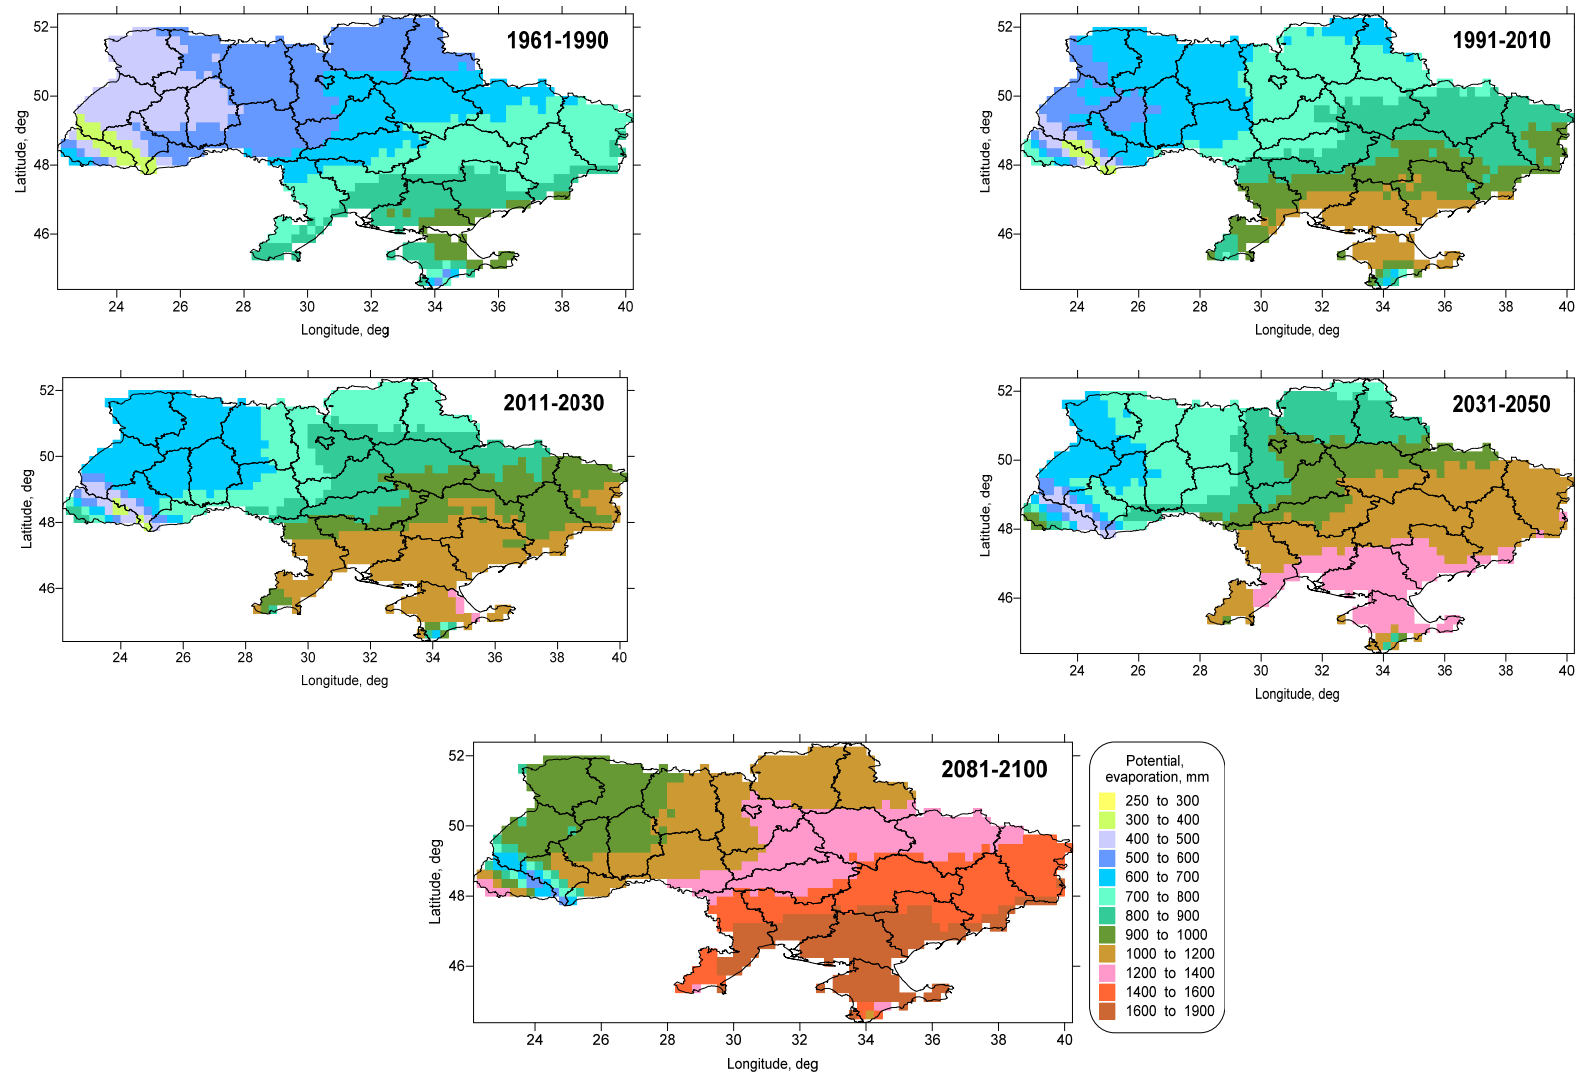 1961-1990
52
50
48
46
Latitude, deg
24
26
28
30
32
34
36
38
40
Longitude, deg
1991-2010
52
50
48
46
Latitude, deg
24
26
28
30
32
34
36
38
40
Longitude, deg
2011-2030
52
50
48
46
Latitude, deg
24
26
28
30
32
34
36
38
40
Longitude, deg
2031-2050
52
50
48
46
Latitude, deg
24
26
28
30
32
34
36
38
40
Longitude, deg
2081-2100
52
50
48
46
Latitude, deg
24
26
28
30
32
34
36
38
40
Longitude, deg
Potential,
evaporation, mm
250 to 300
300 to 400
400 to 500
500 to 600
600 to 700
700 to 800
800 to 900
900 to 1000
1000 to 1200
1200 to 1400
1400 to 1600
1600 to 1900